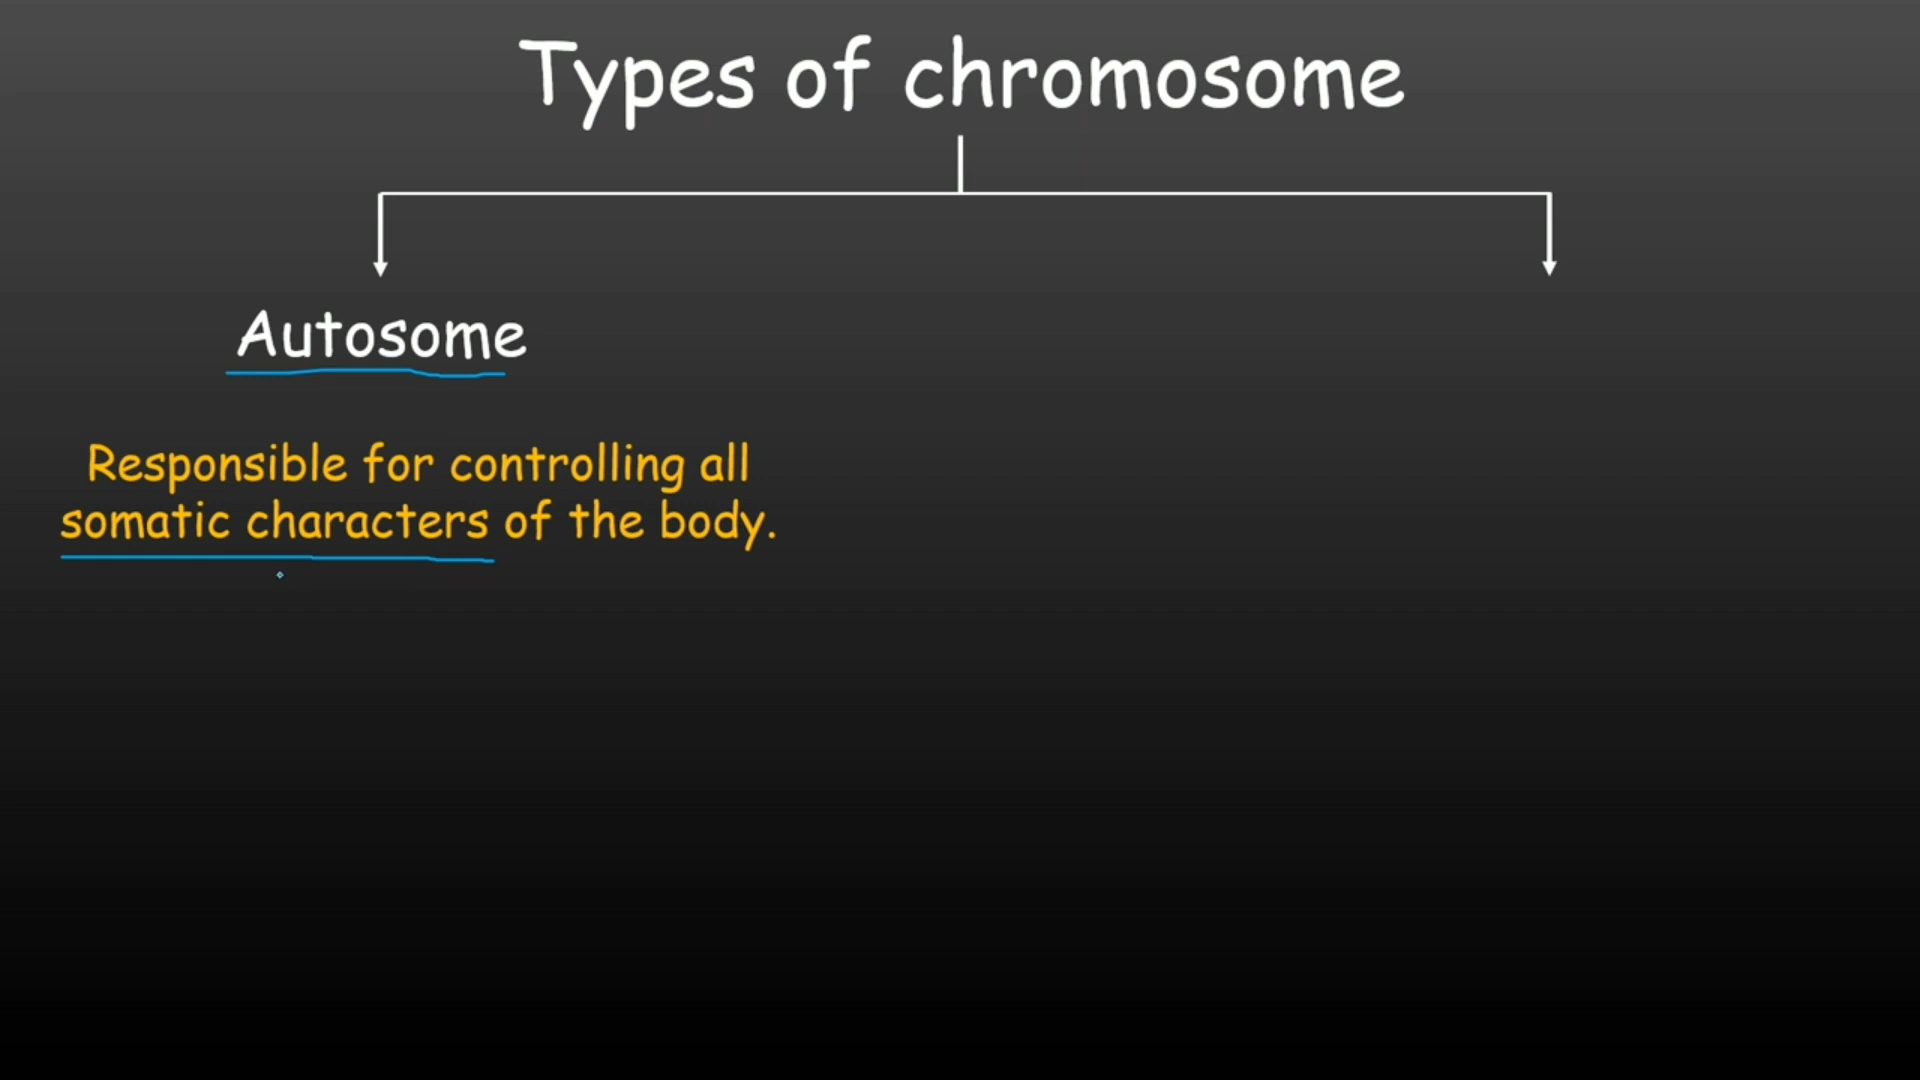 Types of chromosome
Autosome
Responsible for controlling all
somatic characters of the body.